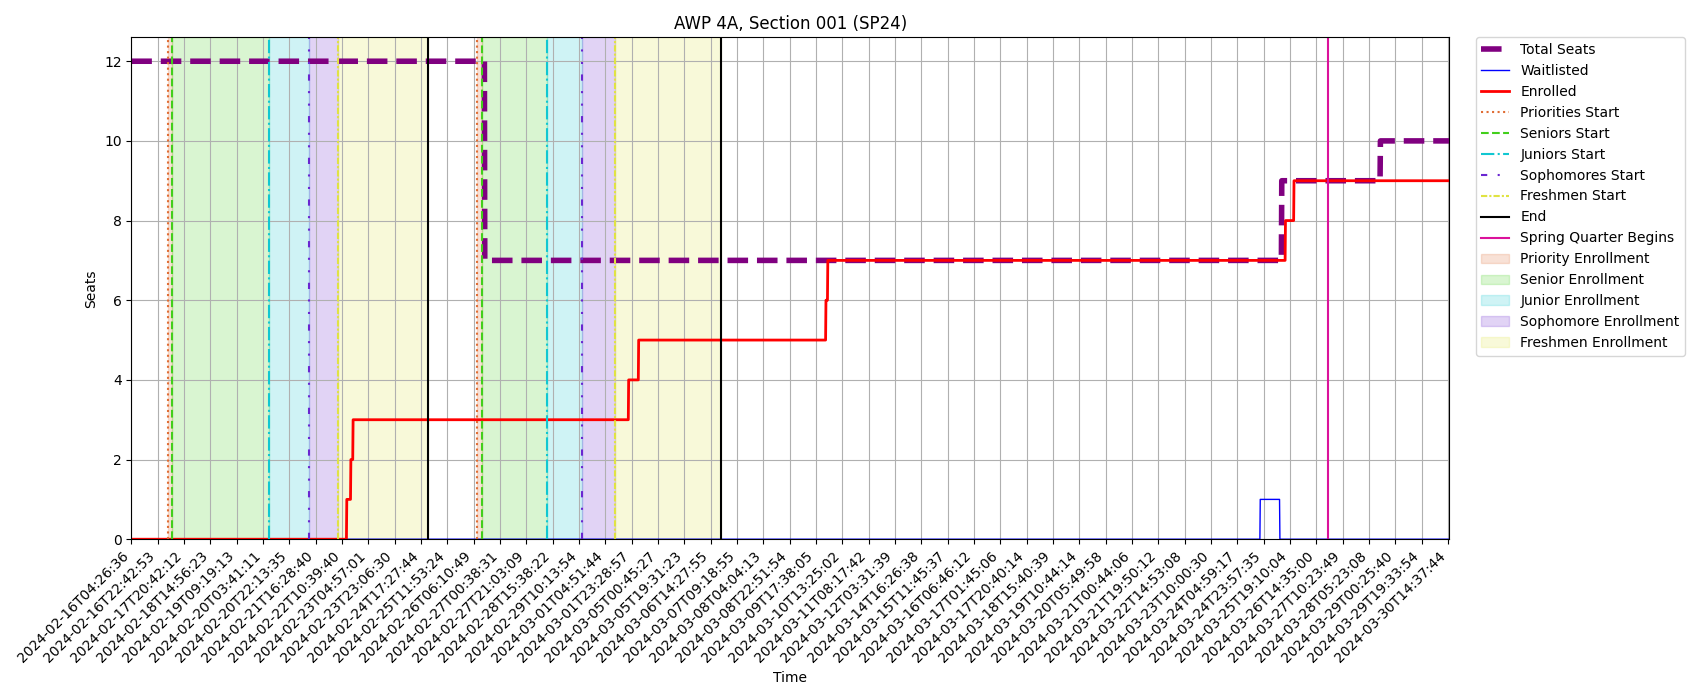 AWP 4A, Section 001 (SP24)
Seats
12
10
8
6
4
2
0
2024-02-16T04:26:36
2024-02-16T22:42:53
2024-02-17T20:42:12
2024-02-18T14:56:23
2024-02-19T09:19:13
2024-02-20T03:41:11
2024-02-20T22:13:35
2024-02-21T16:28:40
2024-02-22T10:39:40
2024-02-23T04:57:01
2024-02-23T23:06:30
2024-02-24T17:27:44
2024-02-25T11:53:24
2024-02-26T06:10:49
2024-02-27T00:38:31
2024-02-27T21:03:09
2024-02-28T15:38:22
2024-02-29T10:13:54
2024-03-01T04:51:44
2024-03-01T23:28:57
2024-03-05T00:45:27
2024-03-05T19:31:23
2024-03-06T14:27:55
2024-03-07T09:18:55
2024-03-08T04:04:13
2024-03-08T22:51:54
2024-03-09T17:38:05
2024-03-10T13:25:02
2024-03-11T08:17:42
2024-03-12T03:31:39
2024-03-14T16:26:38
2024-03-15T11:45:37
2024-03-16T06:46:12
2024-03-17T01:45:06
2024-03-17T20:40:14
2024-03-18T15:40:39
2024-03-19T10:44:14
2024-03-20T05:49:58
2024-03-21T00:44:06
2024-03-21T19:50:12
2024-03-22T14:53:08
2024-03-23T10:00:30
2024-03-24T04:59:17
2024-03-24T23:57:35
2024-03-25T19:10:04
2024-03-26T14:35:00
2024-03-27T10:23:49
2024-03-28T05:23:08
2024-03-29T00:25:40
2024-03-29T19:33:54
2024-03-30T14:37:44
Time
Total Seats
Waitlisted
Enrolled
Priorities Start
Seniors Start
Juniors Start
Sophomores Start
Freshmen Start
End
Spring Quarter Begins
Priority Enrollment
Senior Enrollment
Junior Enrollment
Sophomore Enrollment
Freshmen Enrollment